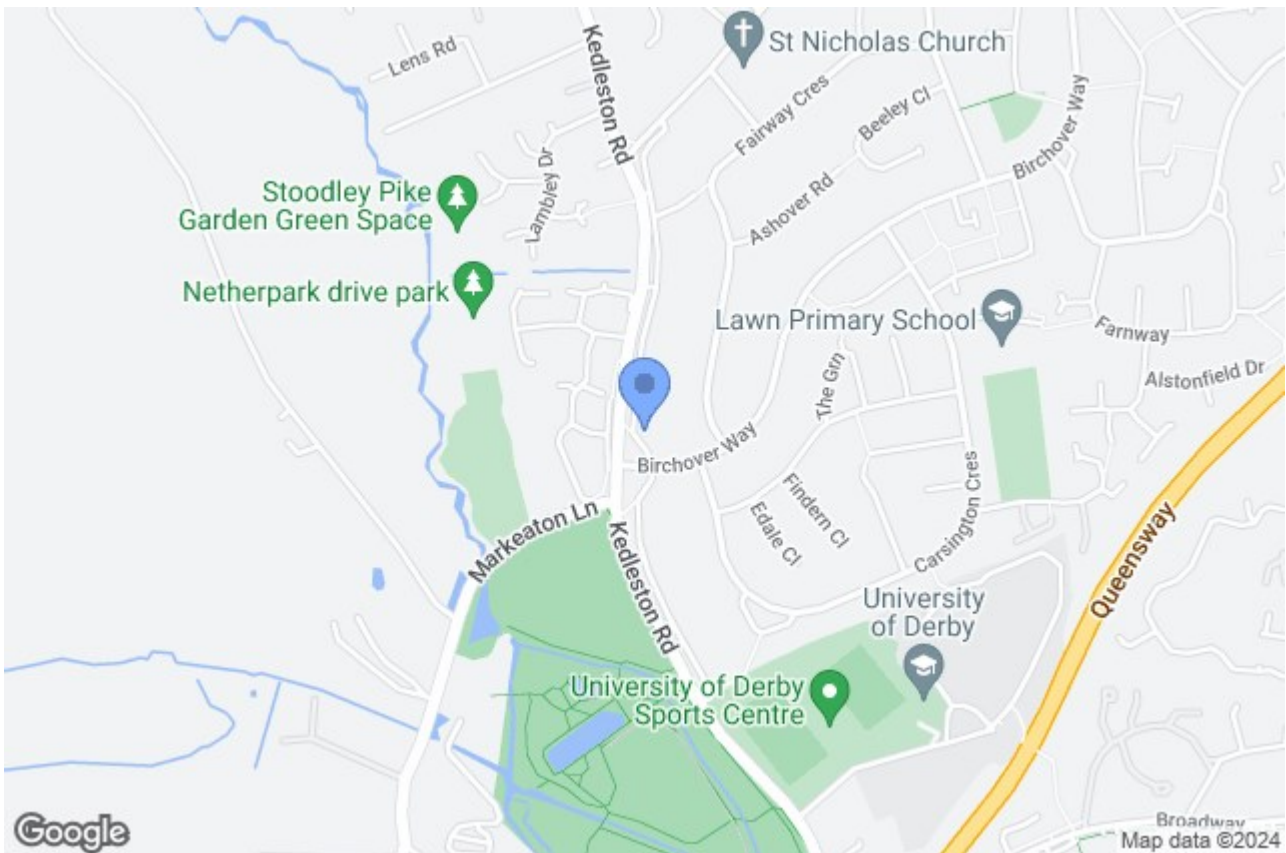 Lens Rd
Kedleston Rd
St Nicholas Church
Fairway Cres
Beeley Cl
Birchover Way
Lambley Dr
Ashover Rd
Stoodley Pike
Garden Green Space
Netherpark drive park
Lawn Primary School
Farnway
Alstonfield Dr
The Grn
Birchover Way
Findern Cl
Edale Cl
Carsington Cres
Queensway
Markeaton Ln
Kedleston Rd
University
of Derby
University of Derby
Sports Centre
Broadway
Google
Map data ©2024